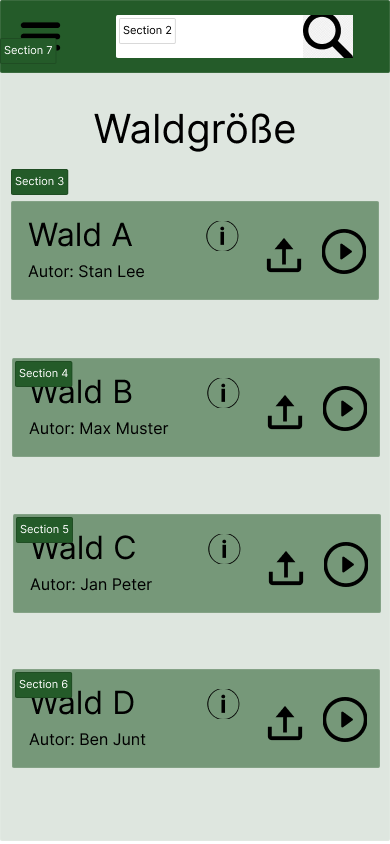 Section 7
Section 2
Waldgröße
Section 3
Wald A
i
Autor: Stan Lee
Section 4
Wald B
i
Autor: Max Muster
Section 5
Wald C
i
Autor: Jan Peter
Section 6
Wald D
i
Autor: Ben Junt